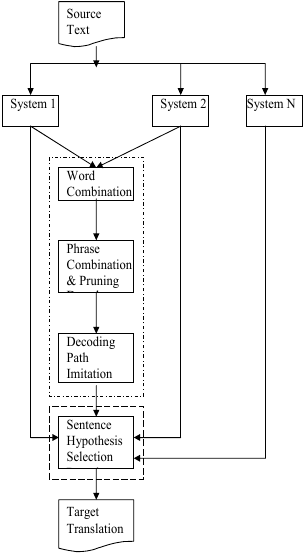 Source
Text
System 1
System 2
System N
Word
Combination
Phrase
Combination
& Pruning
Decoding
Path
Imitation
Sentence
Hypothesis
Selection
Target
Translation